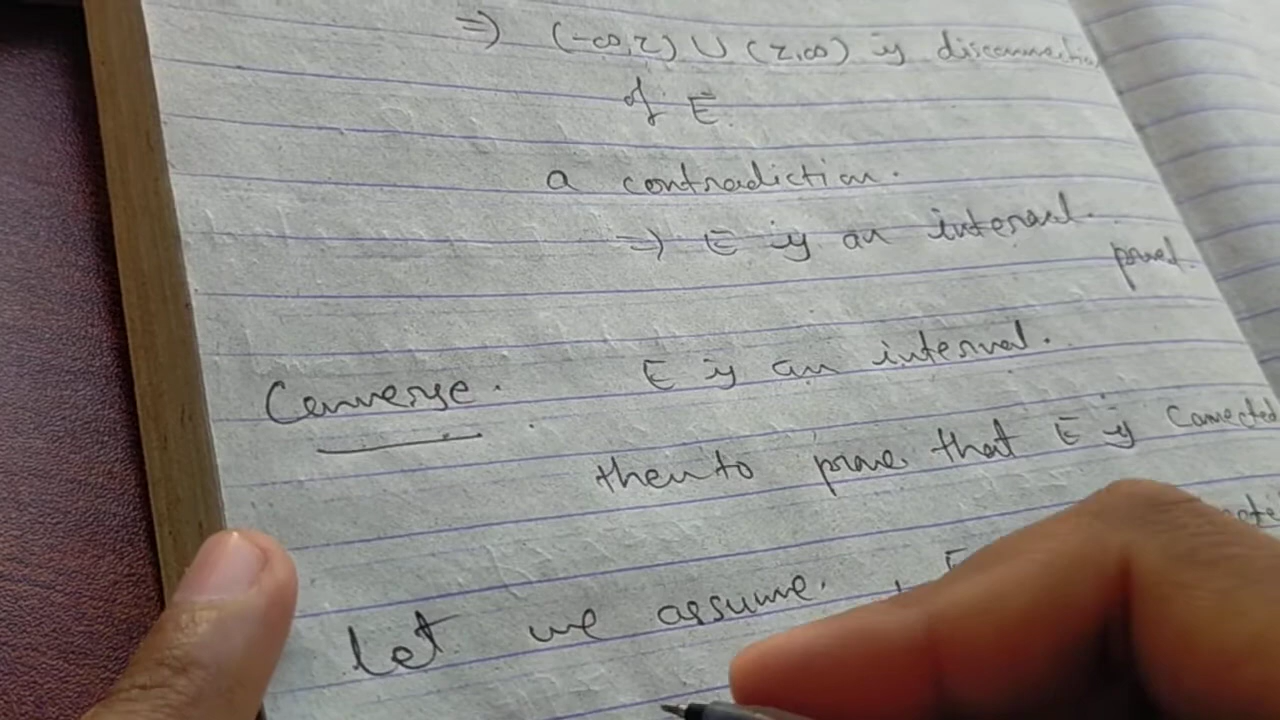 =) (-∞,z) ∪ (z,∞) is disconnection
of E.
a contradiction.
=) E is an interval.
proved.
Converse. E is an interval.
then to prove that E is Connected
Let we assume. E